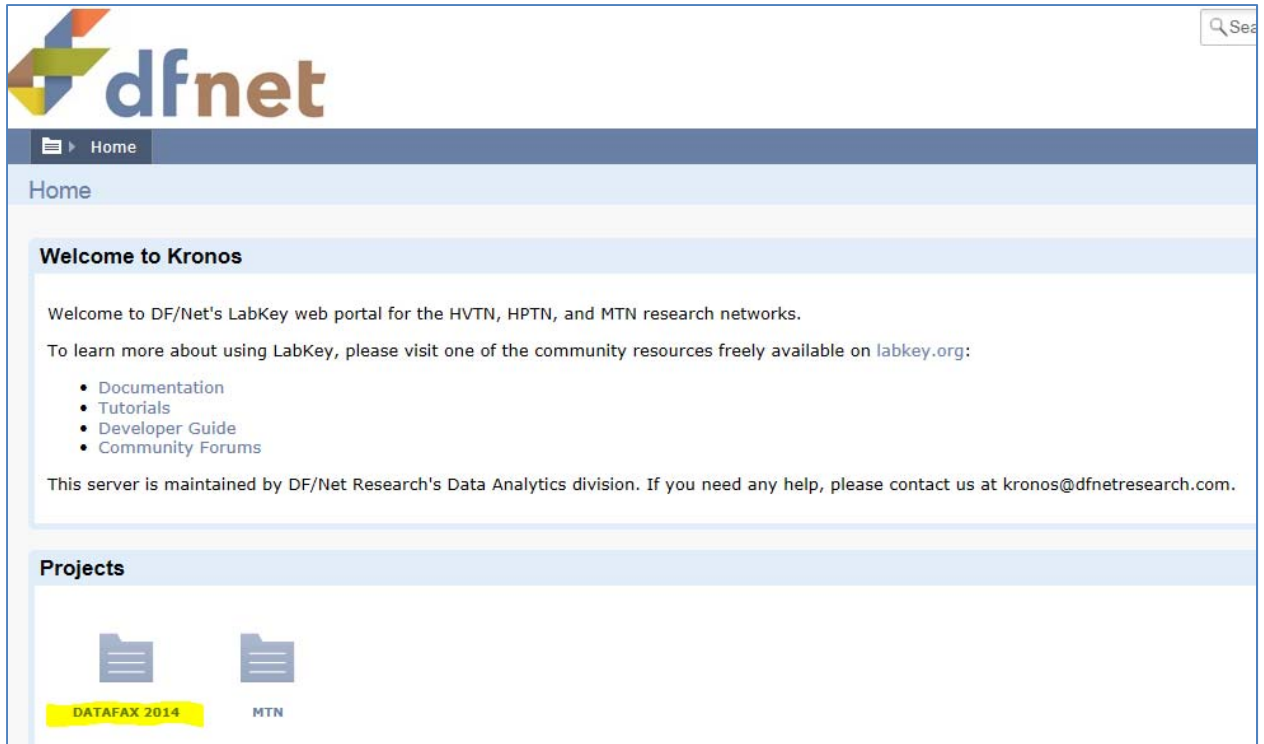 Sea
dfnet
Home
Home
Welcome to Kronos
Welcome to DF/Net's LabKey web portal for the HVTN, HPTN, and MTN research networks.
To learn more about using LabKey, please visit one of the community resources freely available on labkey.org:
• Documentation
• Tutorials
• Developer Guide
• Community Forums
This server is maintained by DF/Net Research's Data Analytics division. If you need any help, please contact us at kronos@dfnetresearch.com.
Projects
DATAFAX 2014 MTN